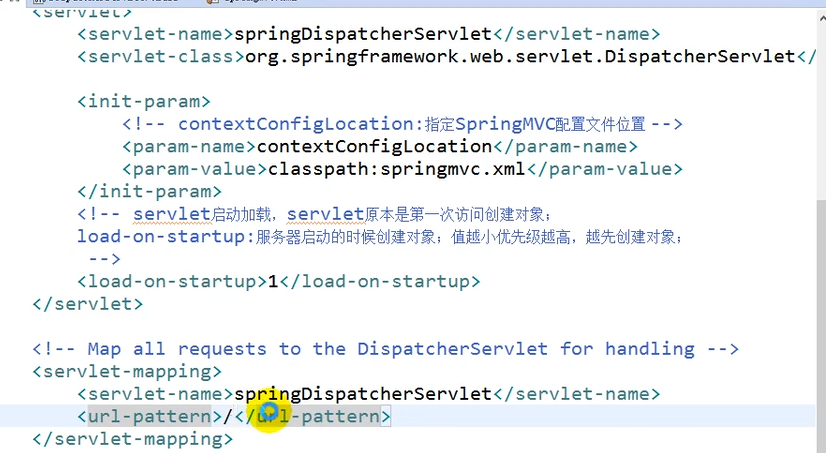 <servlet>
<servlet-name>springDispatcherServlet</servlet-name>
<servlet-class>org.springframework.web.servlet.DispatcherServlet</
<init-param>
<!-- contextConfigLocation:指定SpringMVC配置文件位置 -->
<param-name>contextConfigLocation</param-name>
<param-value>classpath:springmvc.xml</param-value>
</init-param>
<!-- servlet启动加载，servlet原本是第一次访问创建对象；
load-on-startup:服务器启动的时候创建对象；值越小优先级越高，越先创建对象；
-->
<load-on-startup>1</load-on-startup>
</servlet>
<!-- Map all requests to the DispatcherServlet for handling -->
<servlet-mapping>
<servlet-name>springDispatcherServlet</servlet-name>
<url-pattern>/</url-pattern>
</servlet-mapping>